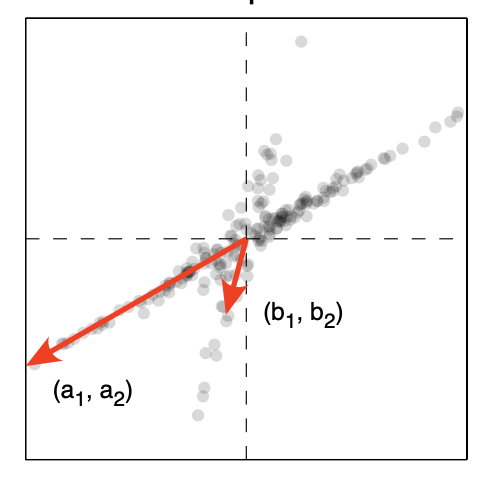 (b₁, b₂)
(a₁, a₂)